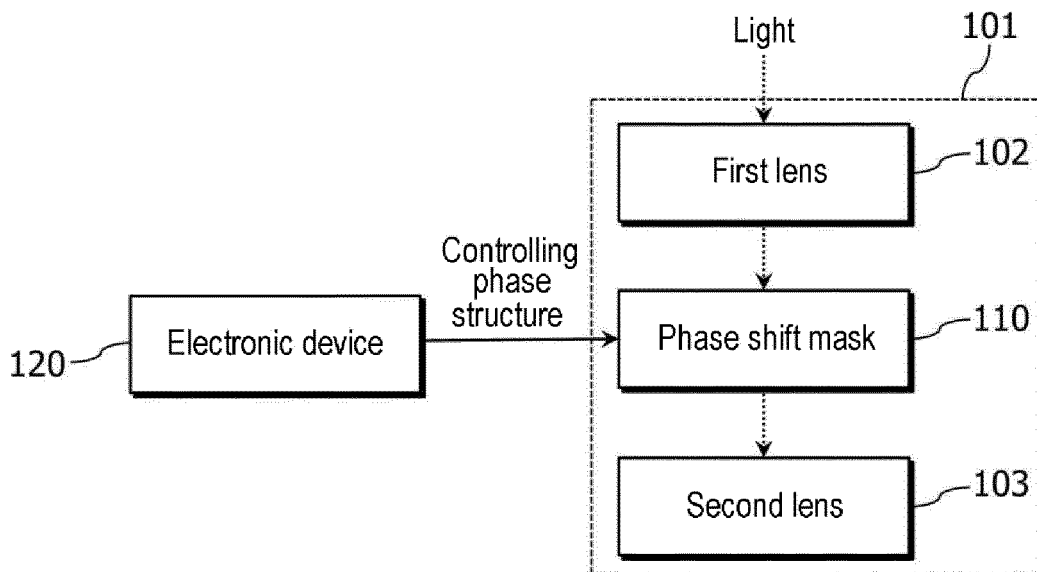 Light
101
First lens
102
Controlling
phase
structure
Electronic device
120
Phase shift mask
110
Second lens
103